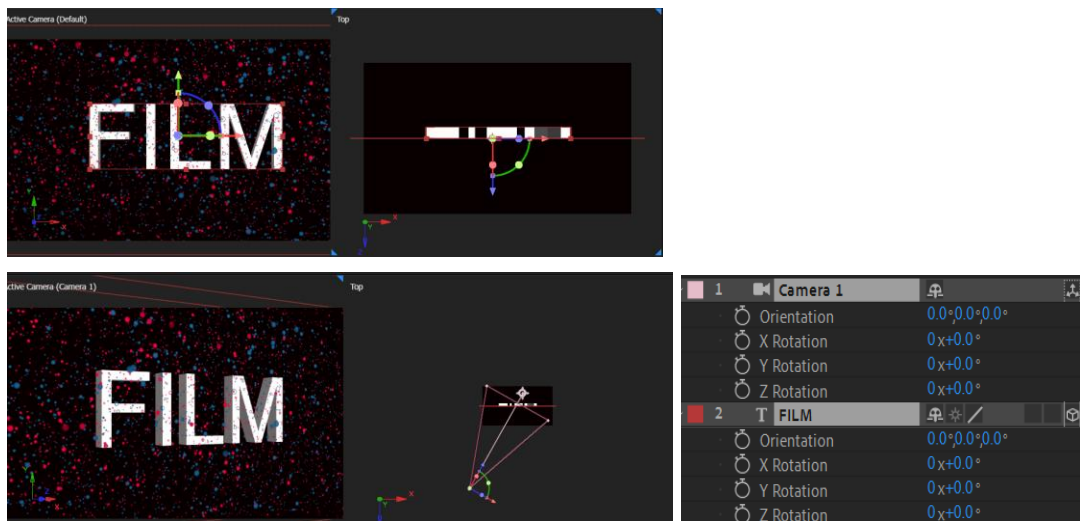 Active Camera (Default)
Top
FILM
Y
X
Z
X
Y
Z
ctive Camera (Camera 1)
Top
FILM
Y
X
X
Y
1 Camera 1
Orientation 0.0°,0.0°,0.0°
X Rotation 0x+0.0°
Y Rotation 0x+0.0°
Z Rotation 0x+0.0°
2 T FILM
Orientation 0.0°,0.0°,0.0°
X Rotation 0x+0.0°
Y Rotation 0x+0.0°
Z Rotation 0x+0.0°